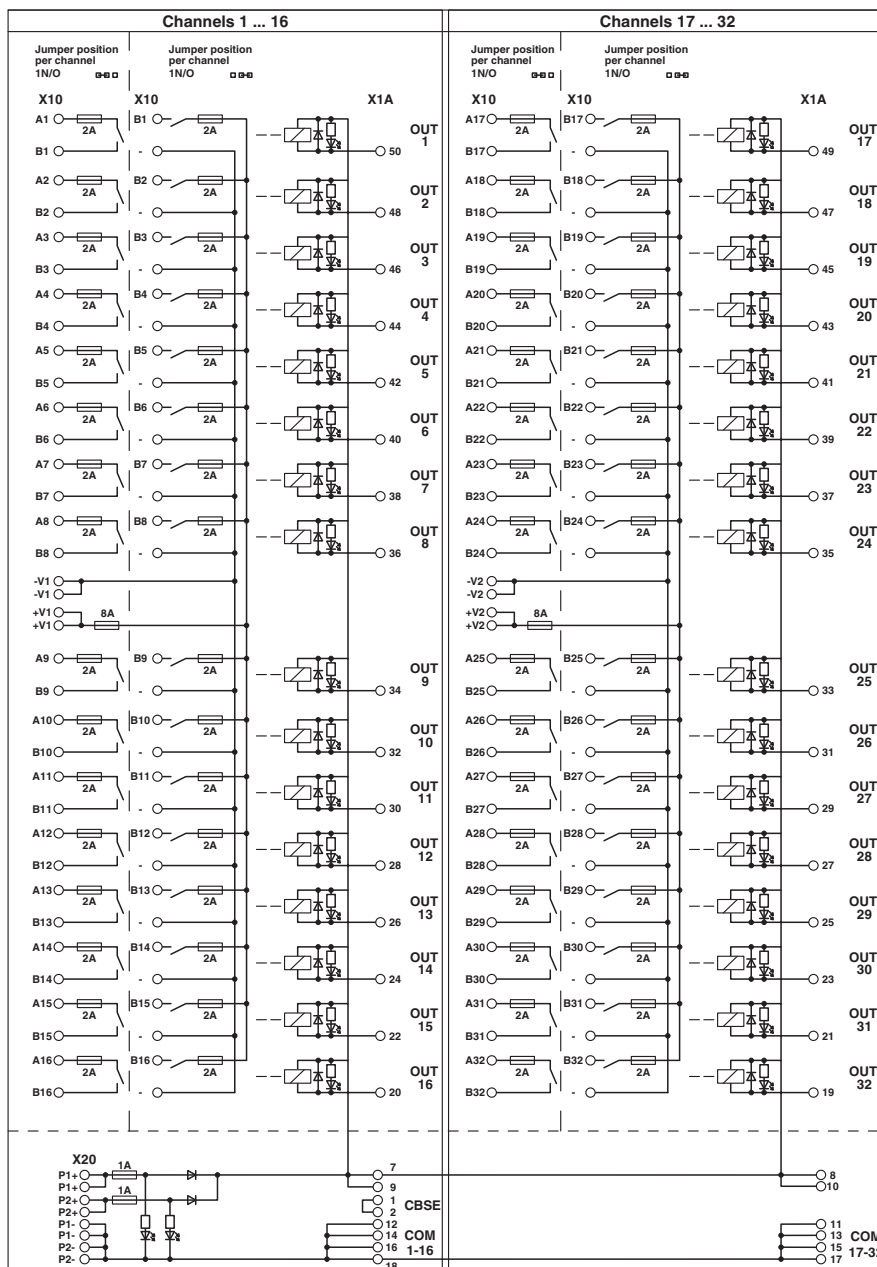 Channels 1 ... 16
Jumper position
per channel
1N/O
Jumper position
per channel
1N/O
X10
X10
X1A
A1 2A B1 2A OUT 1
B1 - 50
A2 2A B2 2A OUT 2
B2 - 48
A3 2A B3 2A OUT 3
B3 - 46
A4 2A B4 2A OUT 4
B4 - 44
A5 2A B5 2A OUT 5
B5 - 42
A6 2A B6 2A OUT 6
B6 - 40
A7 2A B7 2A OUT 7
B7 - 38
A8 2A B8 2A OUT 8
B8 - 36
-V1
-V1
+V1 8A
+V1
A9 2A B9 2A OUT 9
B9 - 34
A10 2A B10 2A OUT 10
B10 - 32
A11 2A B11 2A OUT 11
B11 - 30
A12 2A B12 2A OUT 12
B12 - 28
A13 2A B13 2A OUT 13
B13 - 26
A14 2A B14 2A OUT 14
B14 - 24
A15 2A B15 2A OUT 15
B15 - 22
A16 2A B16 2A OUT 16
B16 - 20
Channels 17 ... 32
Jumper position
per channel
1N/O
Jumper position
per channel
1N/O
X10
X10
X1A
A17 2A B17 2A OUT 17
B17 - 49
A18 2A B18 2A OUT 18
B18 - 47
A19 2A B19 2A OUT 19
B19 - 45
A20 2A B20 2A OUT 20
B20 - 43
A21 2A B21 2A OUT 21
B21 - 41
A22 2A B22 2A OUT 22
B22 - 39
A23 2A B23 2A OUT 23
B23 - 37
A24 2A B24 2A OUT 24
B24 - 35
-V2
-V2
+V2 8A
+V2
A25 2A B25 2A OUT 25
B25 - 33
A26 2A B26 2A OUT 26
B26 - 31
A27 2A B27 2A OUT 27
B27 - 29
A28 2A B28 2A OUT 28
B28 - 27
A29 2A B29 2A OUT 29
B29 - 25
A30 2A B30 2A OUT 30
B30 - 23
A31 2A B31 2A OUT 31
B31 - 21
A32 2A B32 2A OUT 32
B32 - 19
X20
P1+ 1A 7 8
P1+ 9 10
P2+ 1A 1 CBSE
P2+ 2
P1- 12 11
P1- 14 COM 13 COM
P2- 16 1-16 15 17-32
P2- 18 17